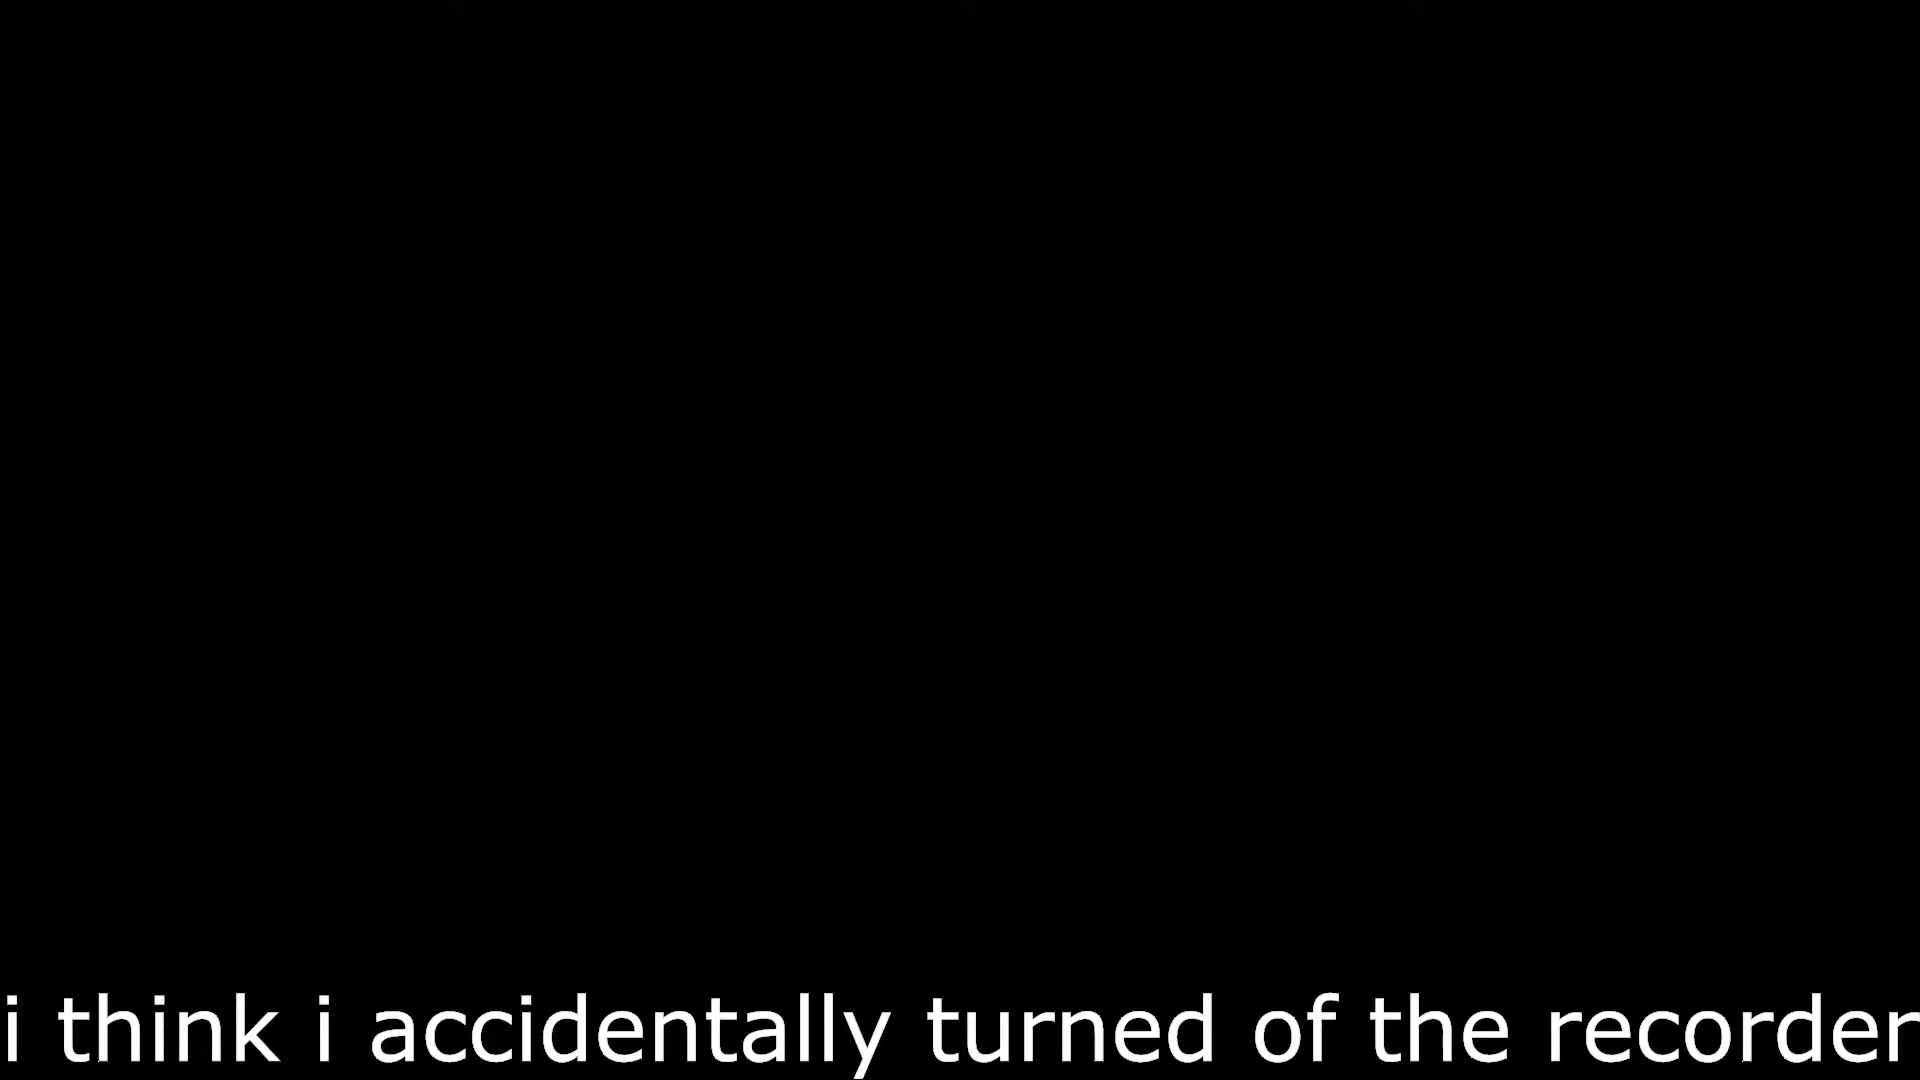 i think i accidentally turned of the recorder